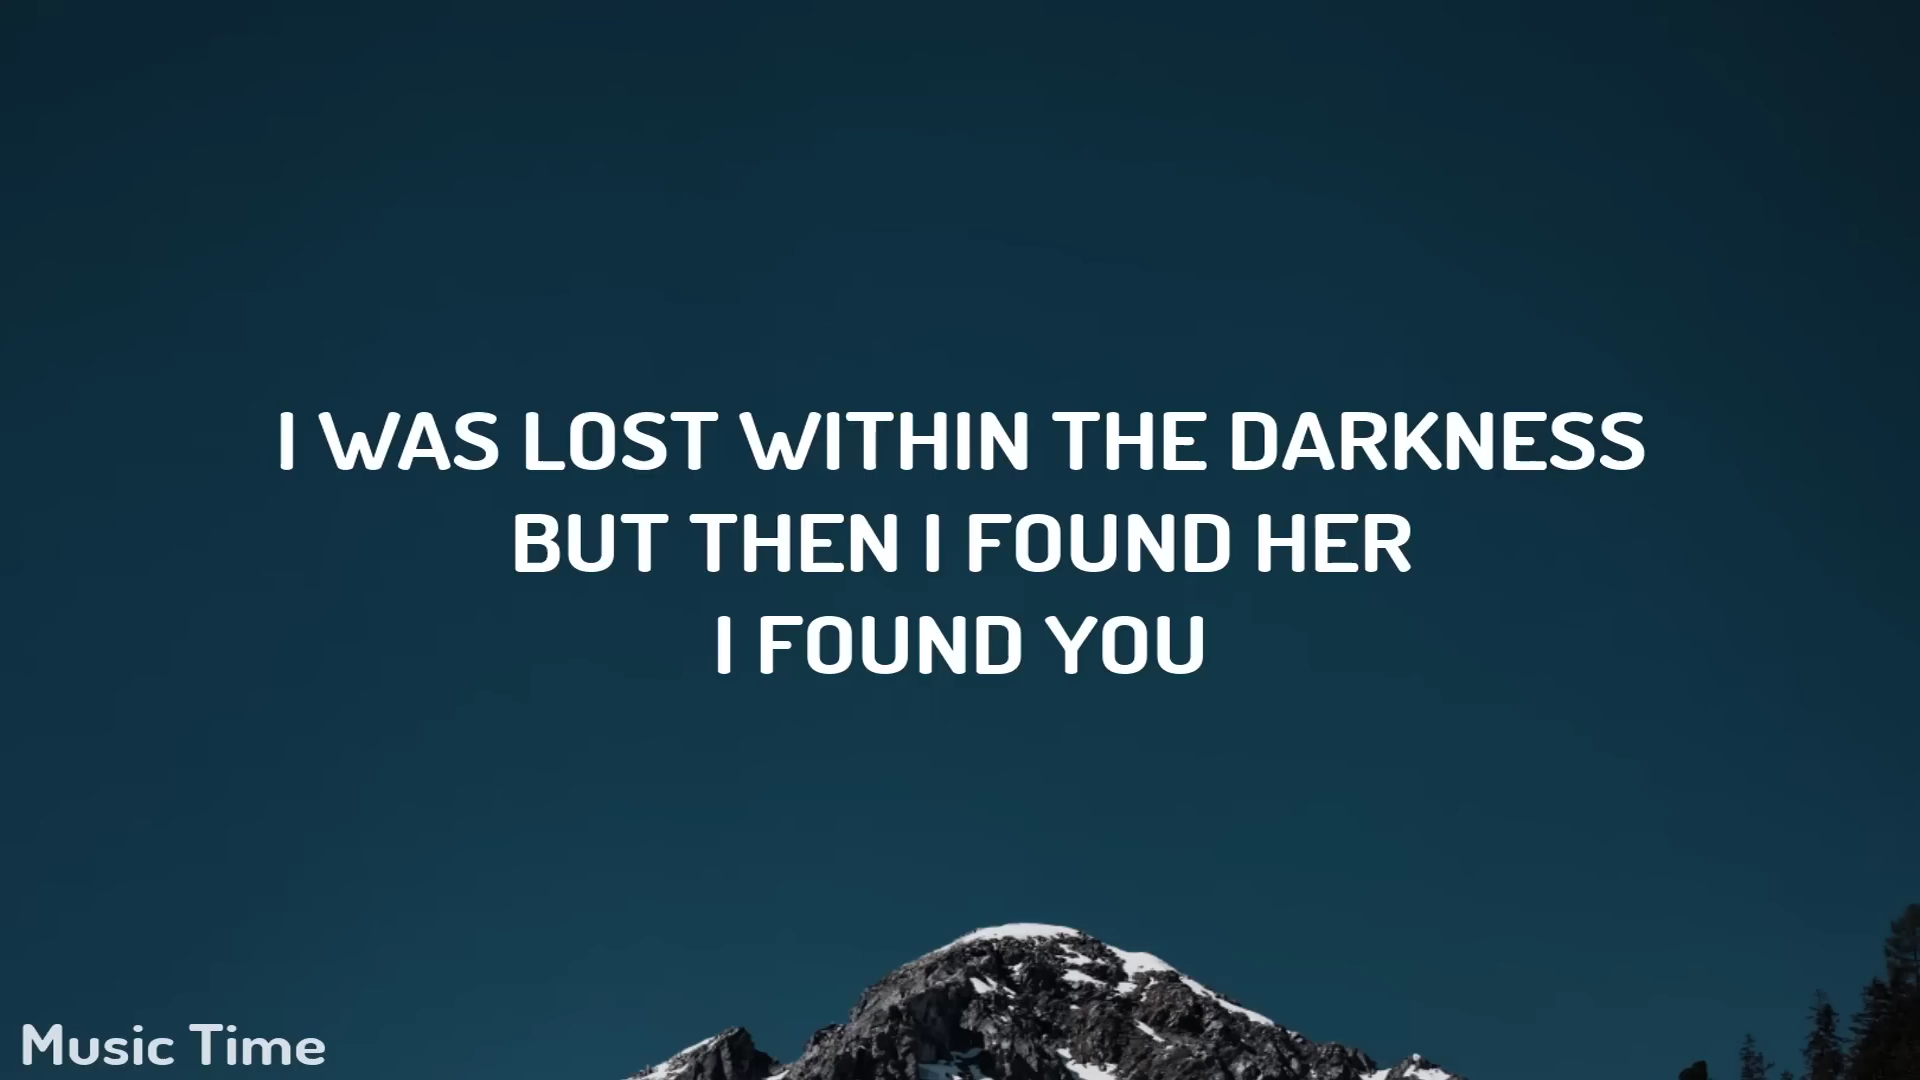 I WAS LOST WITHIN THE DARKNESS
BUT THEN I FOUND HER
I FOUND YOU
Music Time